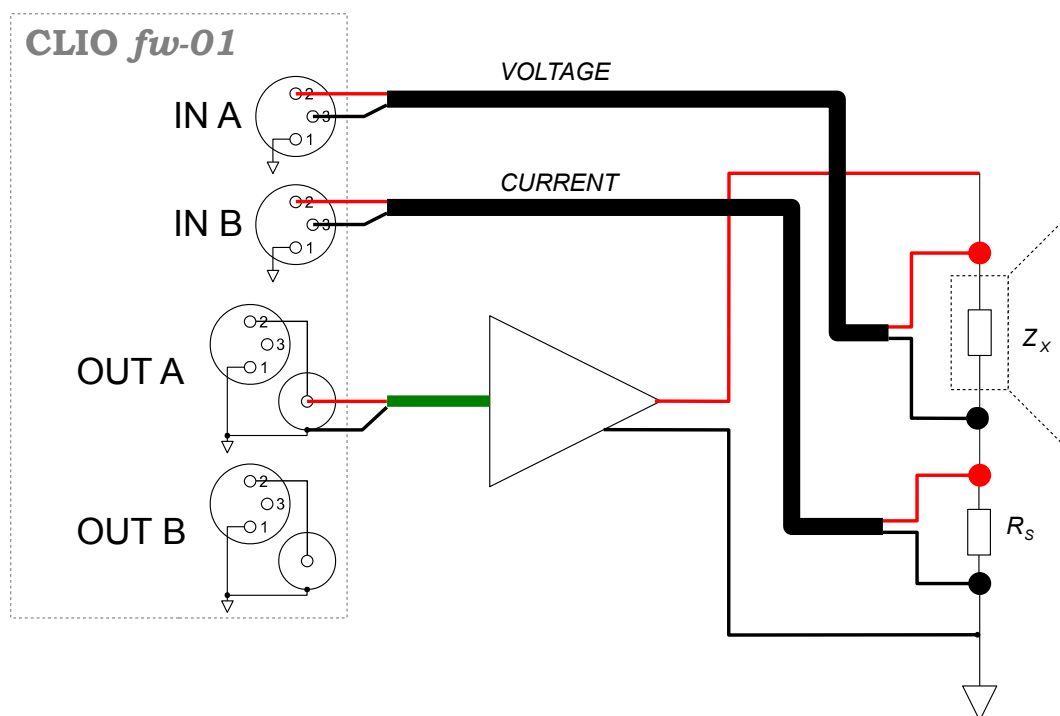 CLIO fw-01
VOLTAGE
IN A
2
3
1
CURRENT
IN B
2
3
1
OUT A
2
3
1
Zx
OUT B
2
3
1
Rs